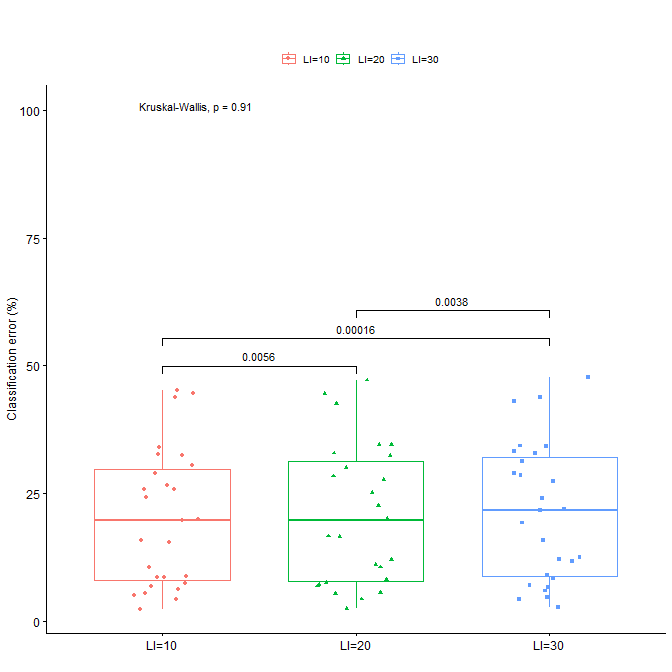 LI=10 LI=20 LI=30
Kruskal-Wallis, p = 0.91
100
75
50
25
0
Classification error (%)
0.0038
0.00016
0.0056
LI=10 LI=20 LI=30